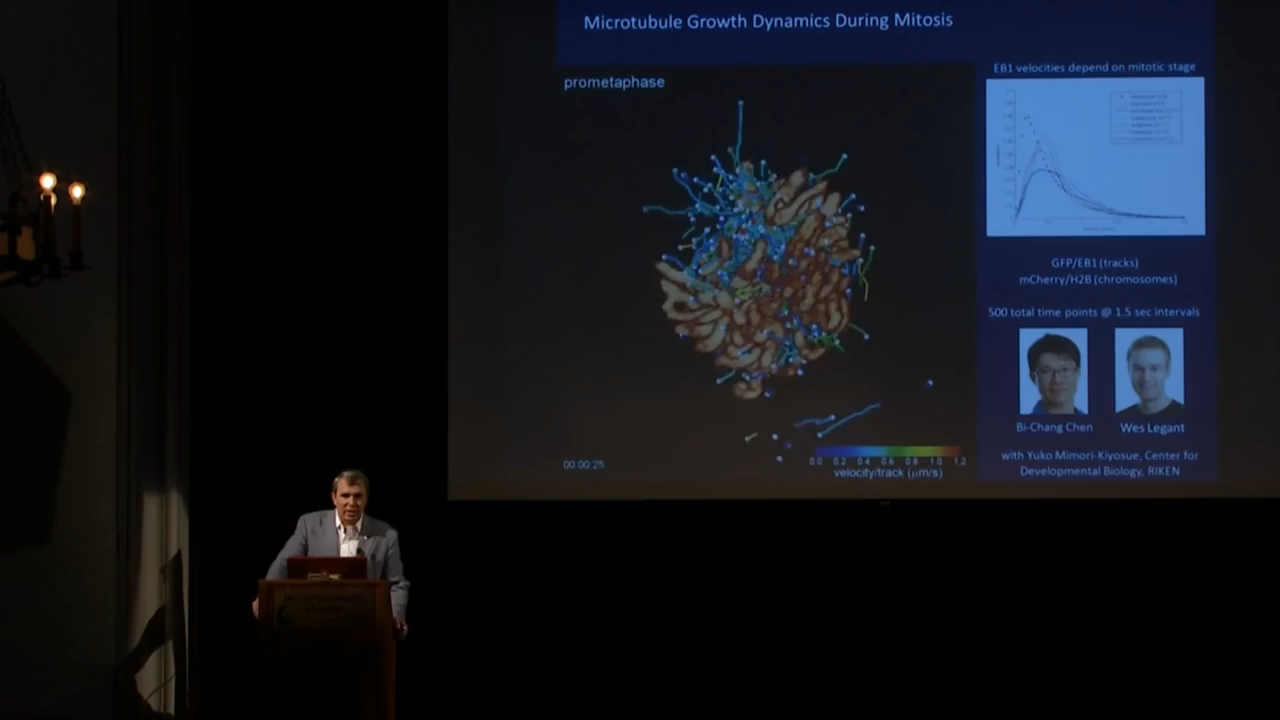 Microtubule Growth Dynamics During Mitosis
prometaphase
EB1 velocities depend on mitotic stage
GFP/EB1 (tracks)
mCherry/H2B (chromosomes)
500 total time points @ 1.5 sec intervals
Bi-Chang Chen
Wes Legant
with Yuko Mimori-Kiyosue, Center for
Developmental Biology, RIKEN
00:00:25
0.0 0.2 0.4 0.6 0.8 1.0 1.2
velocity/track (μm/s)